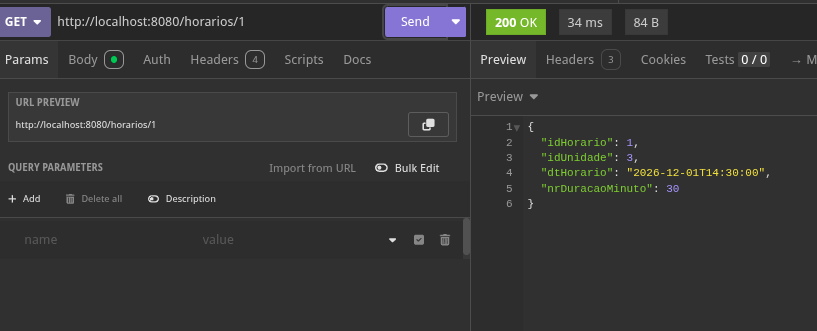 GET http://localhost:8080/horarios/1 Send
Params Body Auth Headers 4 Scripts Docs
URL PREVIEW
http://localhost:8080/horarios/1
QUERY PARAMETERS Import from URL Bulk Edit
+ Add Delete all Description
name value
200 OK 34 ms 84 B
Preview Headers 3 Cookies Tests 0 / 0 → M
Preview
1 {
2 "idHorario": 1,
3 "idUnidade": 3,
4 "dtHorario": "2026-12-01T14:30:00",
5 "nrDuracaoMinuto": 30
6 }